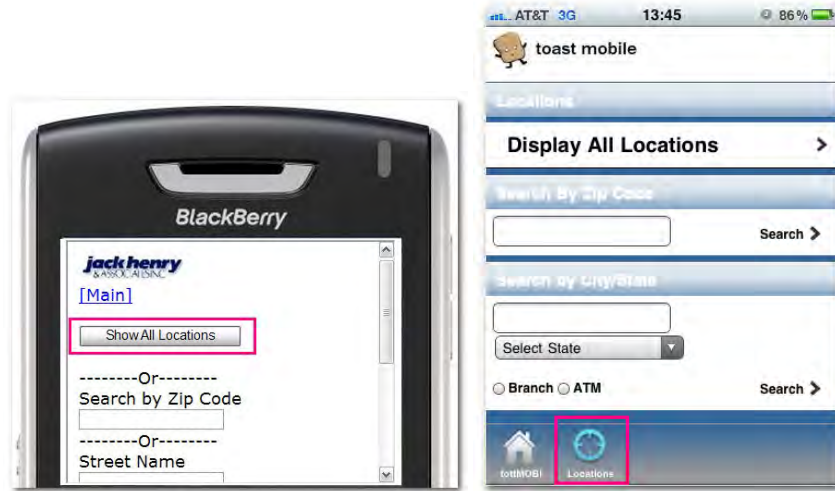 BlackBerry
jack henry
& ASSOCIATES INC
[Main]
Show All Locations
--------Or--------
Search by Zip Code
--------Or--------
Street Name
AT&T 3G 13:45 86%
toast mobile
Locations
Display All Locations
Search By Zip Code
Search
Search by City/State
Select State
Branch ATM
Search
tottMOBI Locations